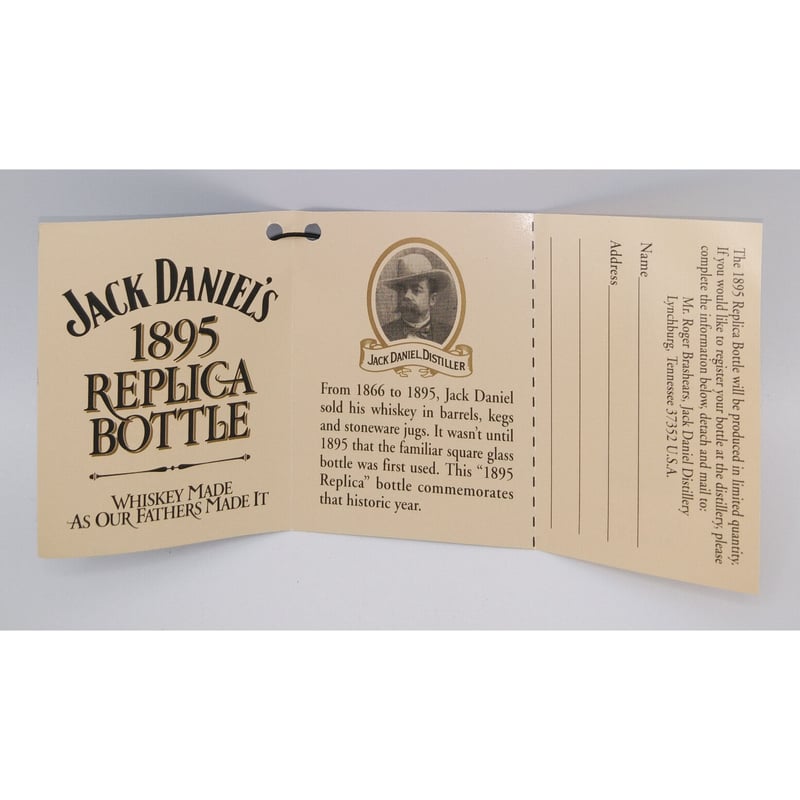 JACK DANIEL'S
1895
REPLICA
BOTTLE
WHISKEY MADE
AS OUR FATHERS MADE IT
JACK DANIEL, DISTILLER
From 1866 to 1895, Jack Daniel
sold his whiskey in barrels, kegs
and stoneware jugs. It wasn't until
1895 that the familiar square glass
bottle was first used. This “1895
Replica” bottle commemorates
that historic year.
The 1895 Replica Bottle will be produced in limited quantity.
If you would like to register your bottle at the distillery, please
complete the information below, detach and mail to:
Mr. Roger Brashears, Jack Daniel Distillery
Lynchburg, Tennessee 37352 U.S.A.
Name
Address